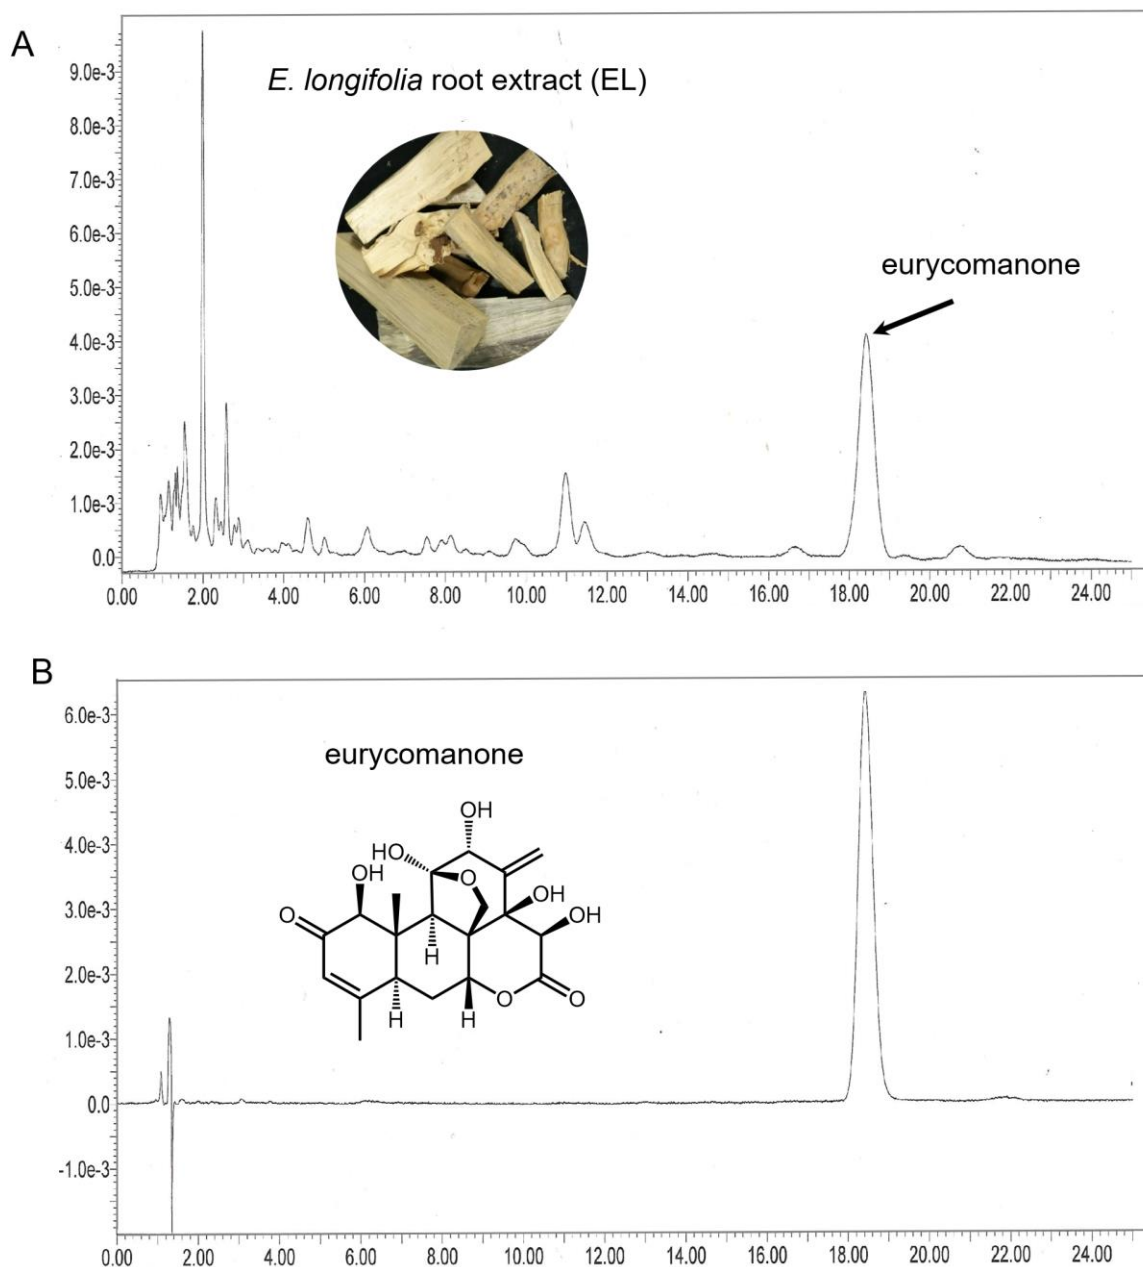 A
E. longifolia root extract (EL)
eurycomanone
9.0e-3
8.0e-3
7.0e-3
6.0e-3
5.0e-3
4.0e-3
3.0e-3
2.0e-3
1.0e-3
0.0
0.00 2.00 4.00 6.00 8.00 10.00 12.00 14.00 16.00 18.00 20.00 22.00 24.00
B
eurycomanone
6.0e-3
5.0e-3
4.0e-3
3.0e-3
2.0e-3
1.0e-3
0.0
-1.0e-3
OH
HO
OH
O
OH
OH
O
H
H
H
O
O
0.00 2.00 4.00 6.00 8.00 10.00 12.00 14.00 16.00 18.00 20.00 22.00 24.00